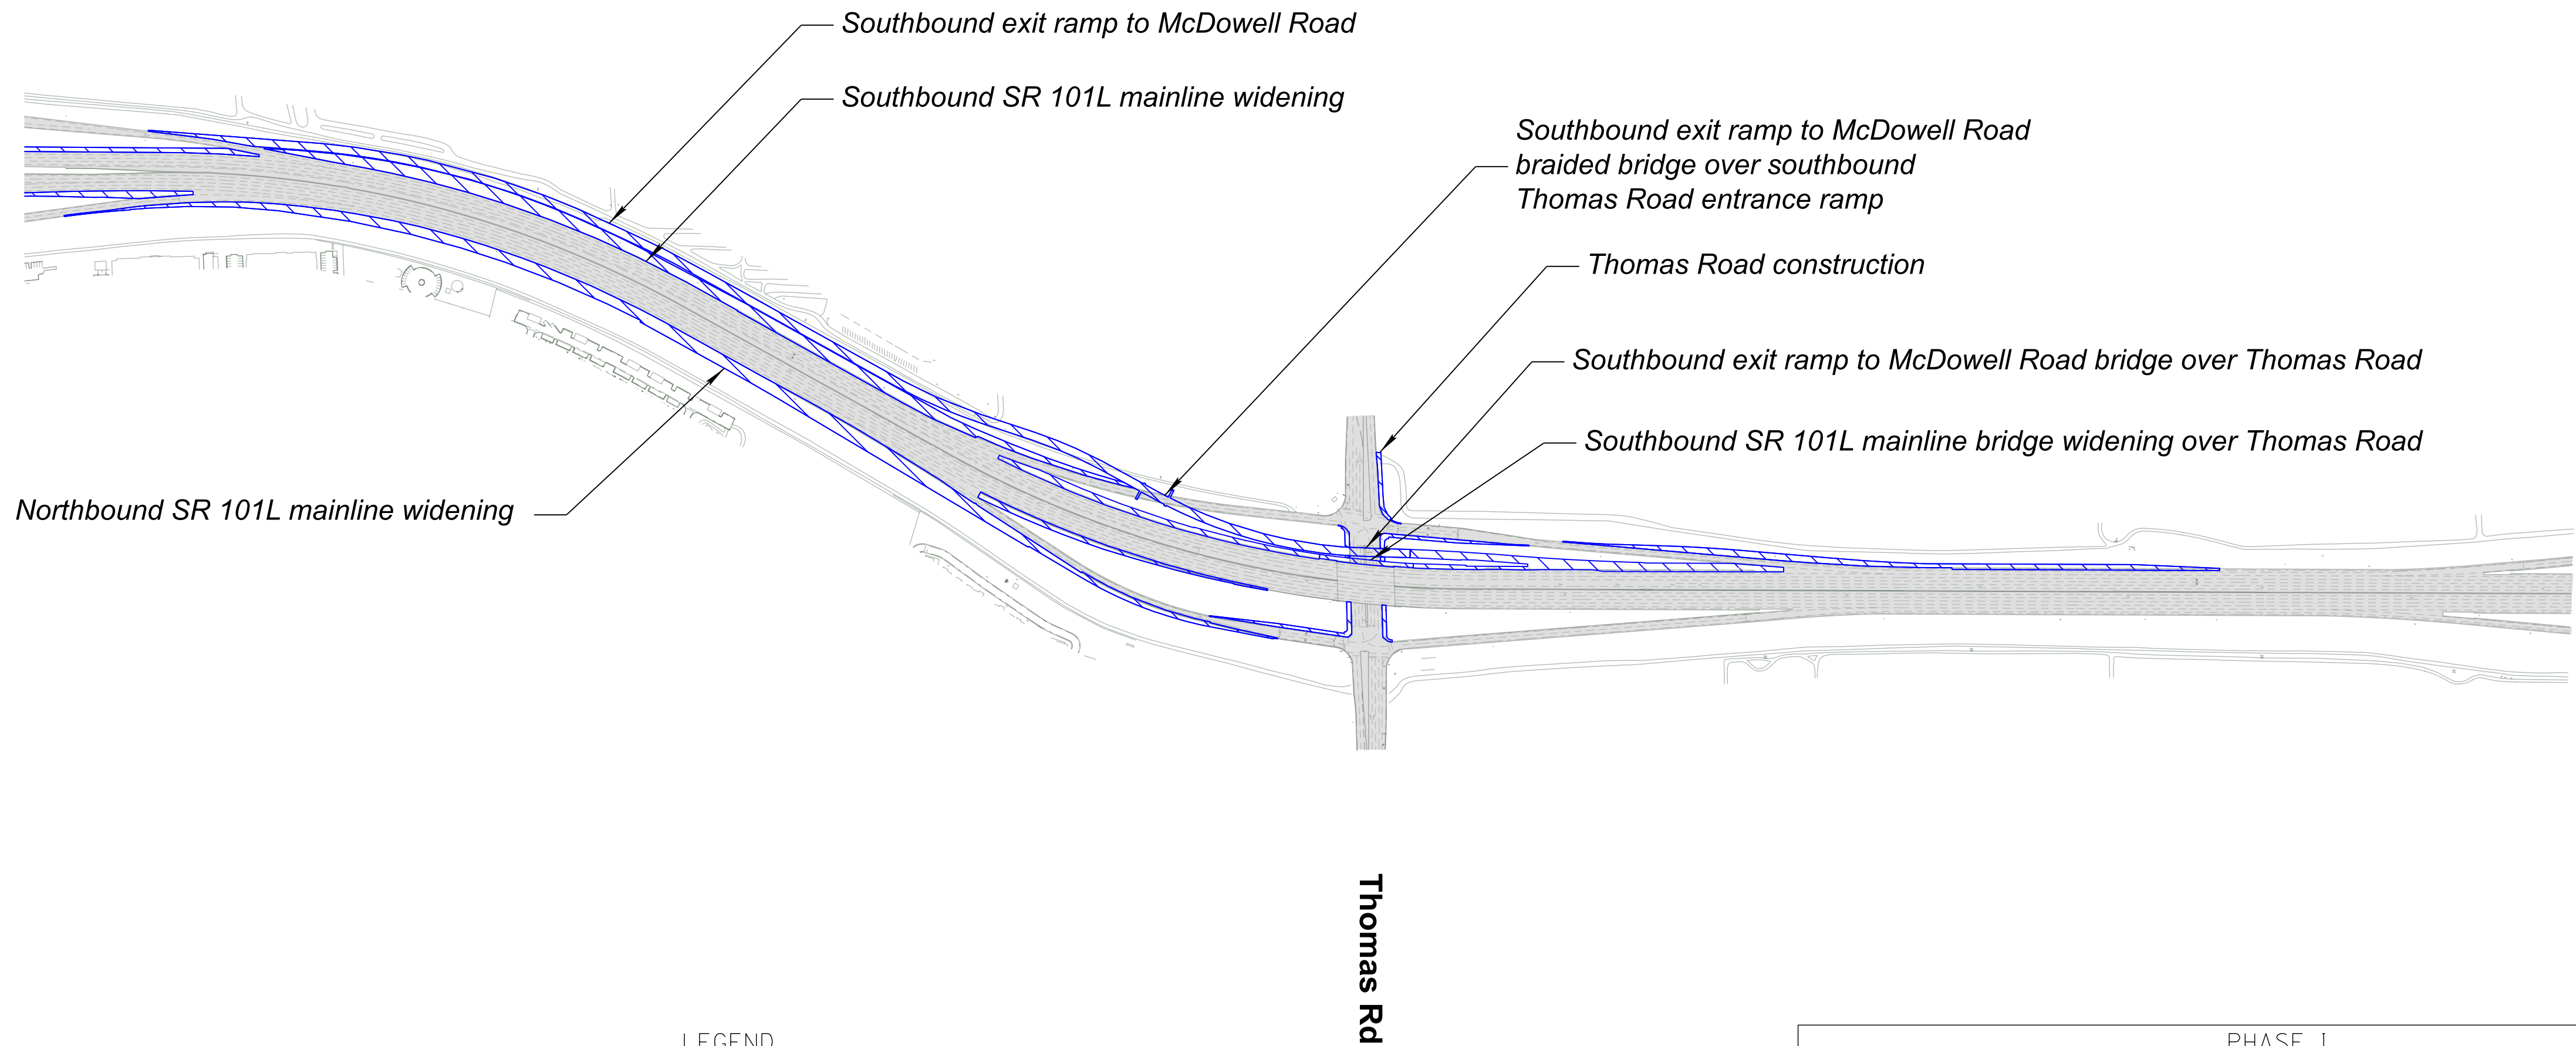 Southbound exit ramp to McDowell Road
Southbound SR 101L mainline widening
Southbound exit ramp to McDowell Road
braided bridge over southbound
Thomas Road entrance ramp
Thomas Road construction
Southbound exit ramp to McDowell Road bridge over Thomas Road
Southbound SR 101L mainline bridge widening over Thomas Road
Northbound SR 101L mainline widening
Thomas Rd
LEGEND
PHASE I